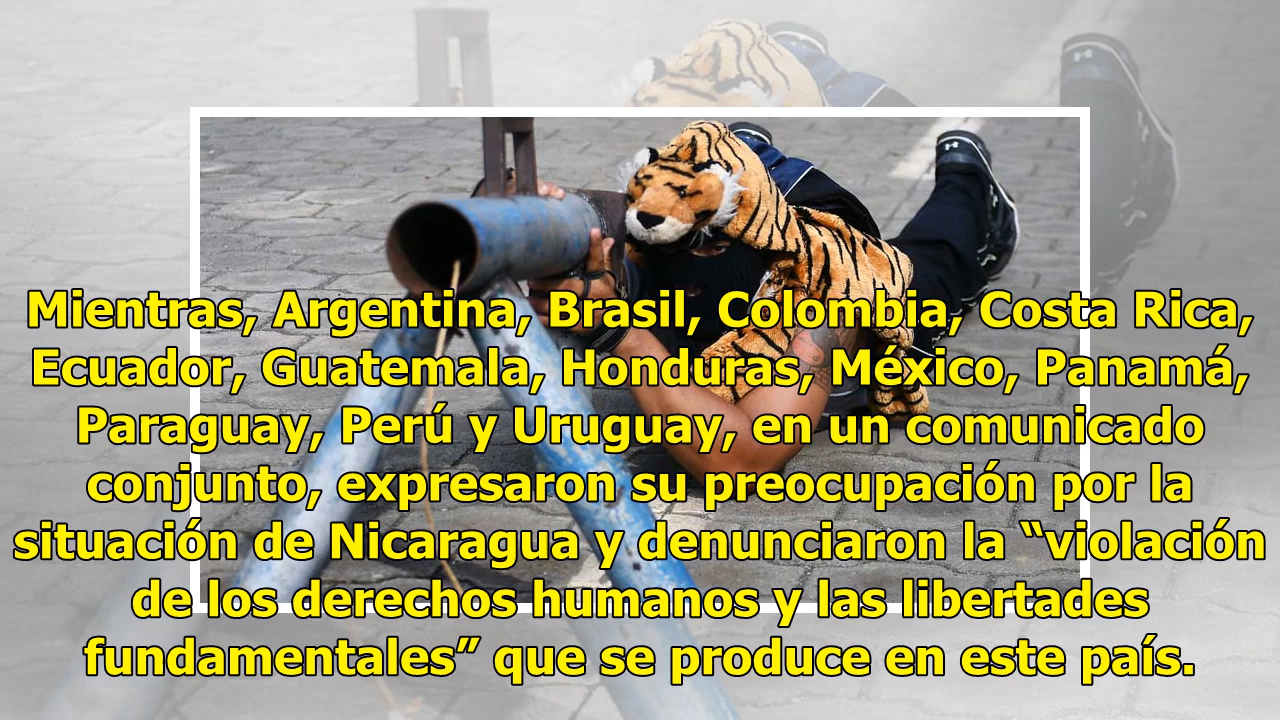 Mientras, Argentina, Brasil, Colombia, Costa Rica,
Ecuador, Guatemala, Honduras, México, Panamá,
Paraguay, Perú y Uruguay, en un comunicado
conjunto, expresaron su preocupación por la
situación de Nicaragua y denunciaron la “violación
de los derechos humanos y las libertades
fundamentales” que se produce en este país.